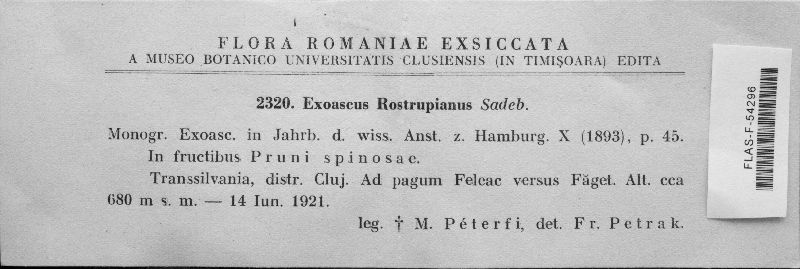 FLORA ROMANIAE EXSICCATA
A MUSEO BOTANICO UNIVERSITATIS CLUSIENSIS (IN TIMIȘOARA) EDITA
2320. Exoascus Rostrupianus Sadeb.
Monogr. Exoasc. in Jahrb. d. wiss. Anst. z. Hamburg. X (1893), p. 45.
In fructibus Pruni spinosae.
Transsilvania, distr. Cluj. Ad pagum Feleac versus Făget. Alt. cca
680 m s. m. — 14 Iun. 1921.
leg. † M. Péterfi, det. Fr. Petrak.
FLAS-F-54296